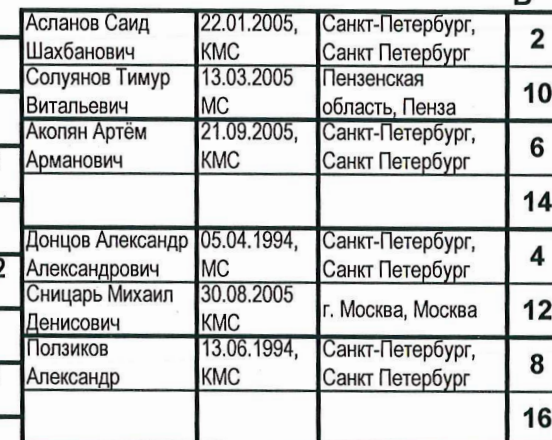 Асланов Саид 22.01.2005, Санкт-Петербург, 2
Шахбанович КМС Санкт Петербург
Солуянов Тимур 13.03.2005 Пензенская 10
Витальевич МС область, Пенза
Акопян Артём 21.09.2005, Санкт-Петербург, 6
Арманович КМС Санкт Петербург
14
Донцов Александр 05.04.1994, Санкт-Петербург, 4
2 Александрович МС Санкт Петербург
Сницарь Михаил 30.08.2005 г. Москва, Москва 12
Денисович КМС
Ползиков 13.06.1994, Санкт-Петербург, 8
Александр КМС Санкт Петербург
16